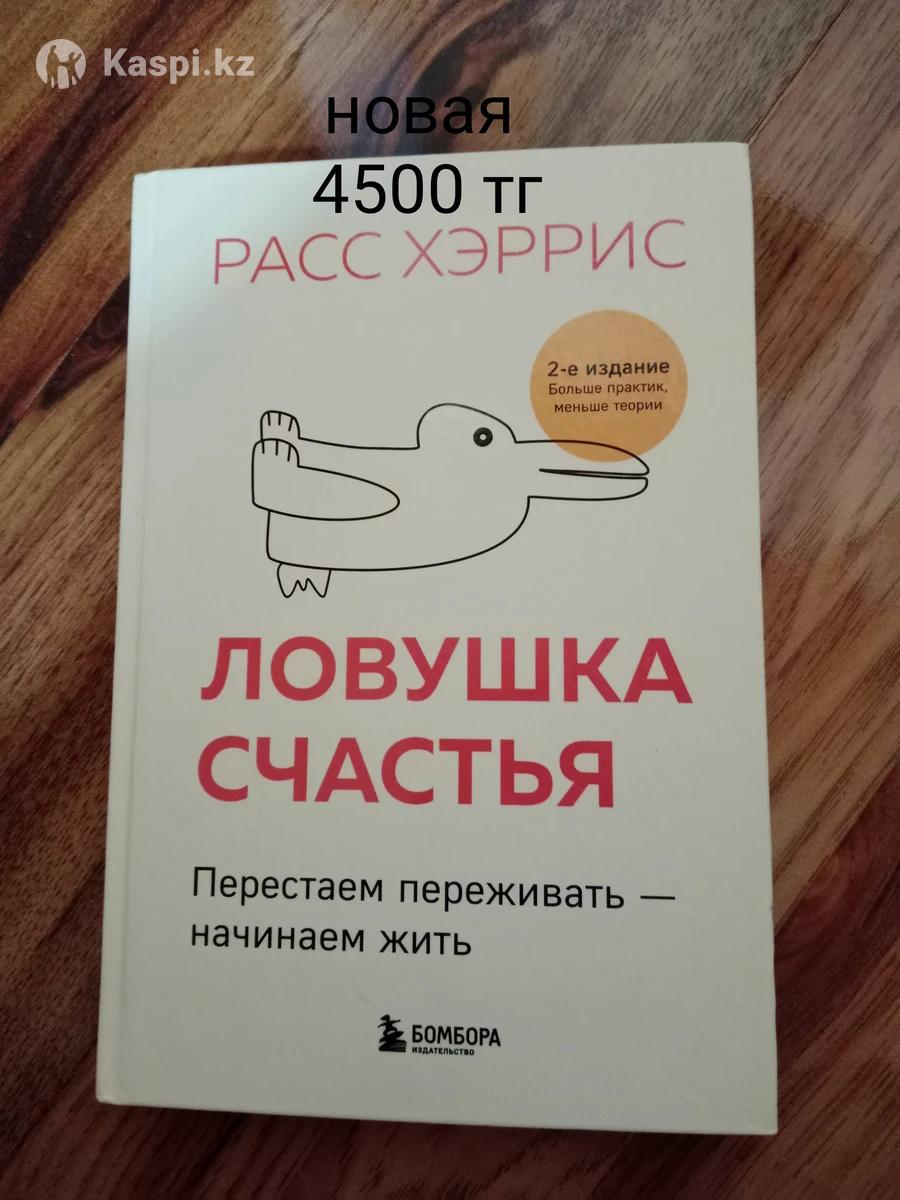 Kaspi.kz
новая
4500 тг
РАСС ХЭРРИС
2-е издание
Больше практик,
меньше теории
ЛОВУШКА
СЧАСТЬЯ
Перестаем переживать —
начинаем жить
БОМБОРА
ИЗДАТЕЛЬСТВО